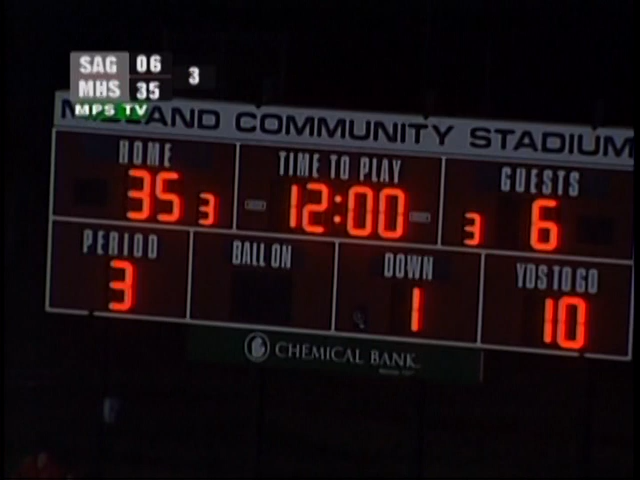 SAG 06
MHS 35
3
MPS TV
MIDLAND COMMUNITY STADIUM
HOME
TIME TO PLAY
GUESTS
35 3
12:00
3 6
PERIOD
BALL ON
DOWN
YDS TO GO
3
1
10
CHEMICAL BANK